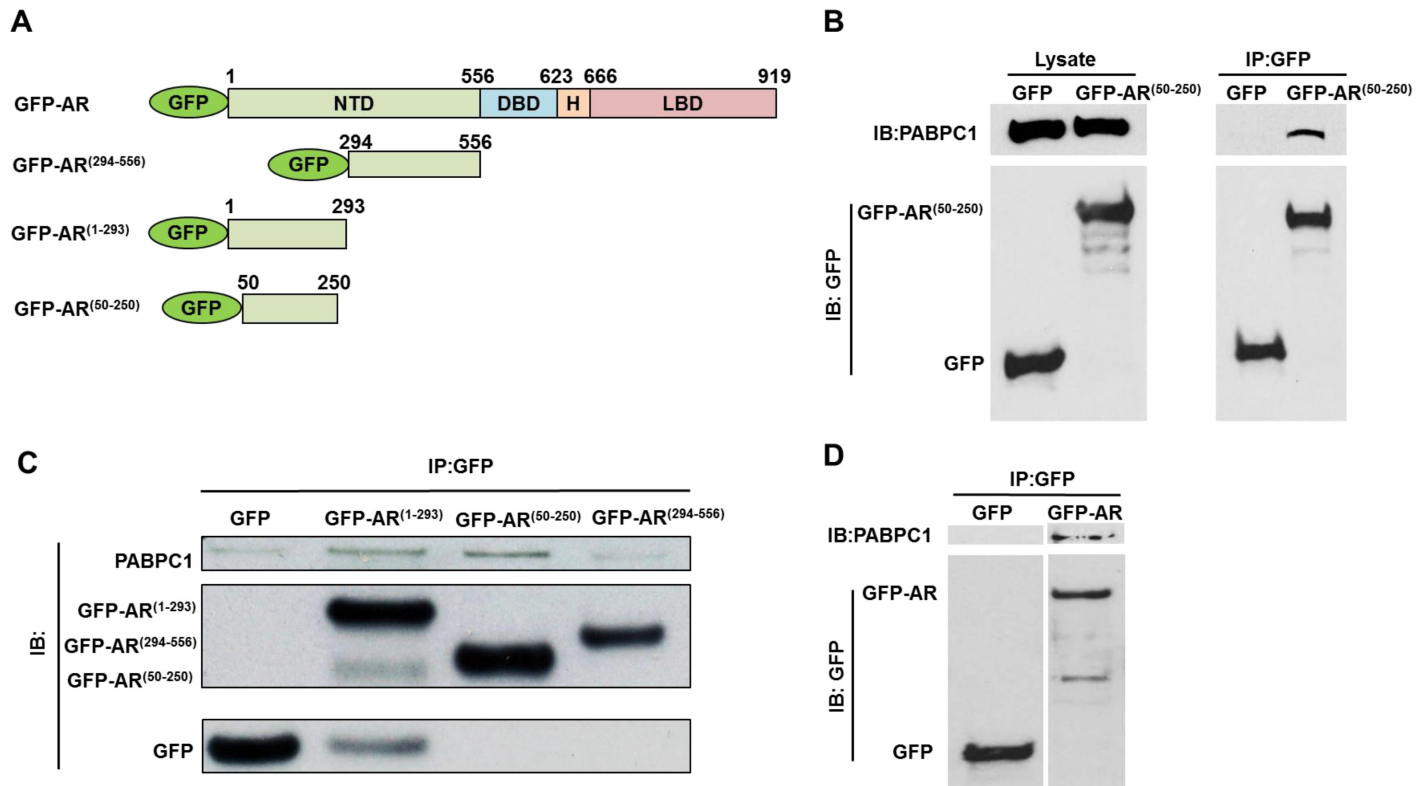 A
1 556 623 666 919
GFP-AR GFP NTD DBD H LBD
294 556
GFP-AR(294-556) GFP
1 293
GFP-AR(1-293) GFP
50 250
GFP-AR(50-250) GFP
B
Lysate IP:GFP
GFP GFP-AR(50-250) GFP GFP-AR(50-250)
IB:PABPC1
GFP-AR(50-250)
IB: GFP
GFP
C
IP:GFP
GFP GFP-AR(1-293) GFP-AR(50-250) GFP-AR(294-556)
PABPC1
GFP-AR(1-293)
IB:
GFP-AR(294-556)
GFP-AR(50-250)
GFP
D
IP:GFP
GFP GFP-AR
IB:PABPC1
GFP-AR
IB: GFP
GFP